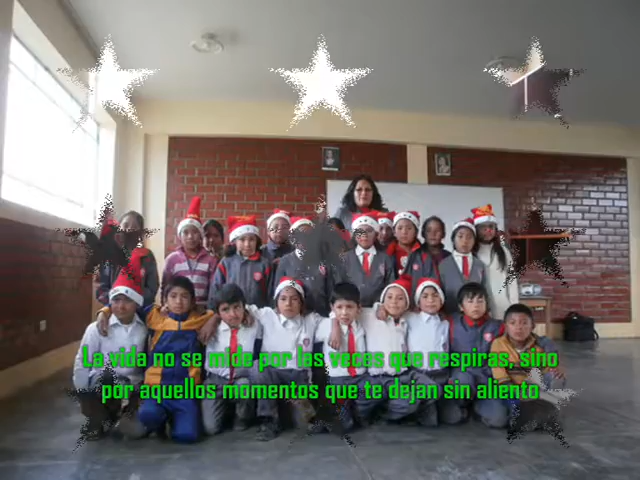 La vida no se mide por las veces que respiras, sino
por aquellos momentos que te dejan sin aliento